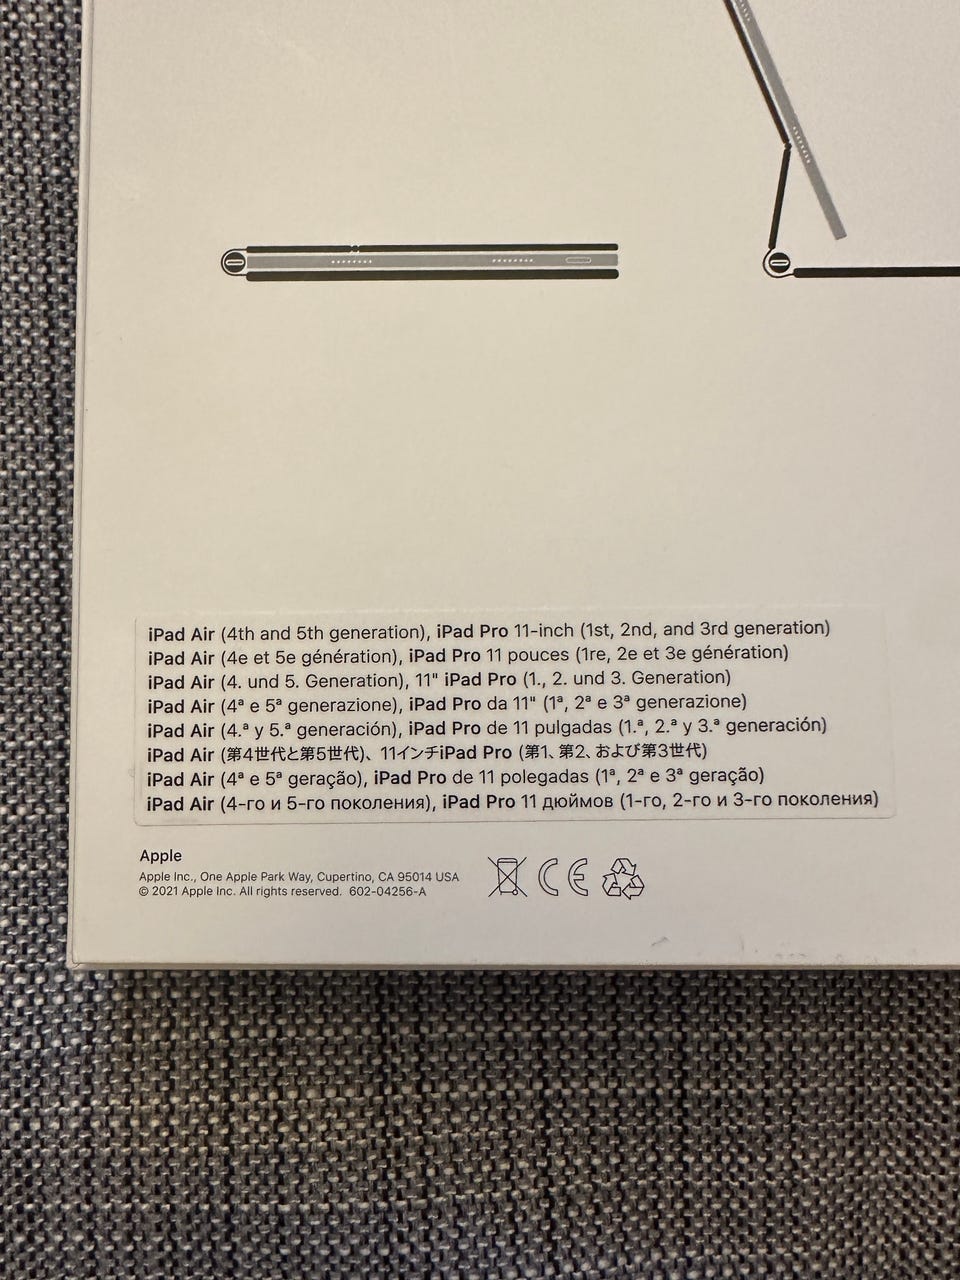 iPad Air (4th and 5th generation), iPad Pro 11-inch (1st, 2nd, and 3rd generation)
iPad Air (4e et 5e génération), iPad Pro 11 pouces (1re, 2e et 3e génération)
iPad Air (4. und 5. Generation), 11" iPad Pro (1., 2. und 3. Generation)
iPad Air (4ª e 5ª generazione), iPad Pro da 11" (1ª, 2ª e 3ª generazione)
iPad Air (4.ª y 5.ª generación), iPad Pro de 11 pulgadas (1.ª, 2.ª y 3.ª generación)
iPad Air (第4世代と第5世代)、11インチiPad Pro (第1、第2、および第3世代)
iPad Air (4ª e 5ª geração), iPad Pro de 11 polegadas (1ª, 2ª e 3ª geração)
iPad Air (4-го и 5-го поколения), iPad Pro 11 дюймов (1-го, 2-го и 3-го поколения)
Apple
Apple Inc., One Apple Park Way, Cupertino, CA 95014 USA
© 2021 Apple Inc. All rights reserved. 602-04256-A
CE